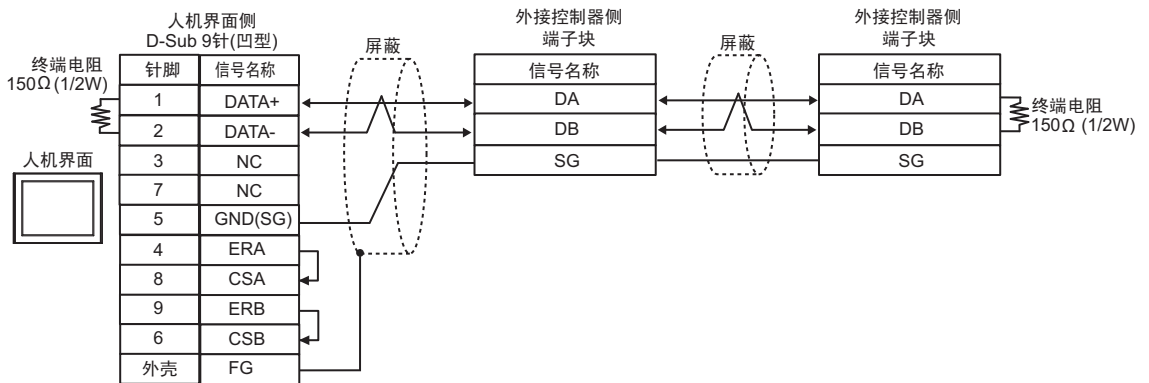 人机界面侧
D-Sub 9针(凹型)
终端电阻
150Ω(1/2W)
人机界面
针脚 信号名称
1 DATA+
2 DATA-
3 NC
7 NC
5 GND(SG)
4 ERA
8 CSA
9 ERB
6 CSB
外壳 FG
屏蔽
外接控制器侧
端子块
信号名称
DA
DB
SG
屏蔽
外接控制器侧
端子块
信号名称
DA
DB
SG
终端电阻
150Ω (1/2W)